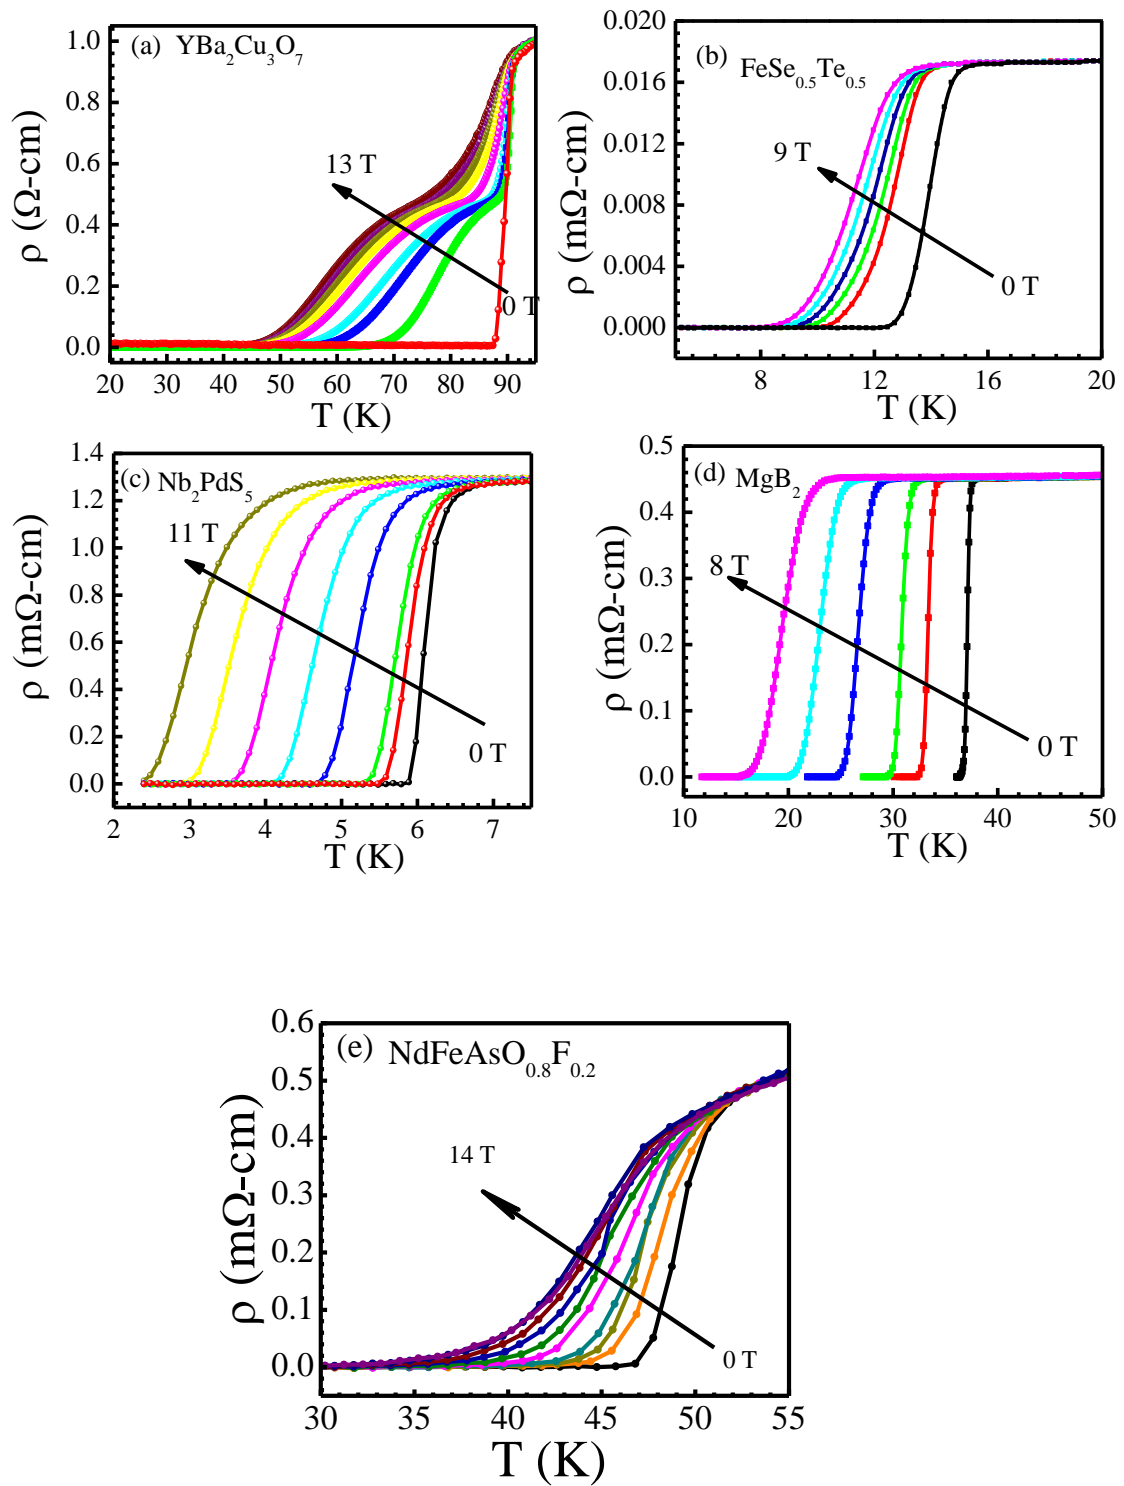 (a) YBa₂Cu₃O₇
ρ (Ω-cm)
1.0
0.8
0.6
0.4
0.2
0.0
13 T
0 T
20 30 40 50 60 70 80 90
T (K)
(b) FeSe₀.₅Te₀.₅
ρ (mΩ-cm)
0.020
0.016
0.012
0.008
0.004
0.000
9 T
0 T
8 12 16 20
T (K)
(c) Nb₂PdS₅
ρ (mΩ-cm)
1.4
1.2
1.0
0.8
0.6
0.4
0.2
0.0
11 T
0 T
2 3 4 5 6 7
T (K)
(d) MgB₂
ρ (mΩ-cm)
0.5
0.4
0.3
0.2
0.1
0.0
8 T
0 T
10 20 30 40 50
T (K)
(e) NdFeAsO₀.₈F₀.₂
ρ (mΩ-cm)
0.6
0.5
0.4
0.3
0.2
0.1
0.0
14 T
0 T
30 35 40 45 50 55
T (K)